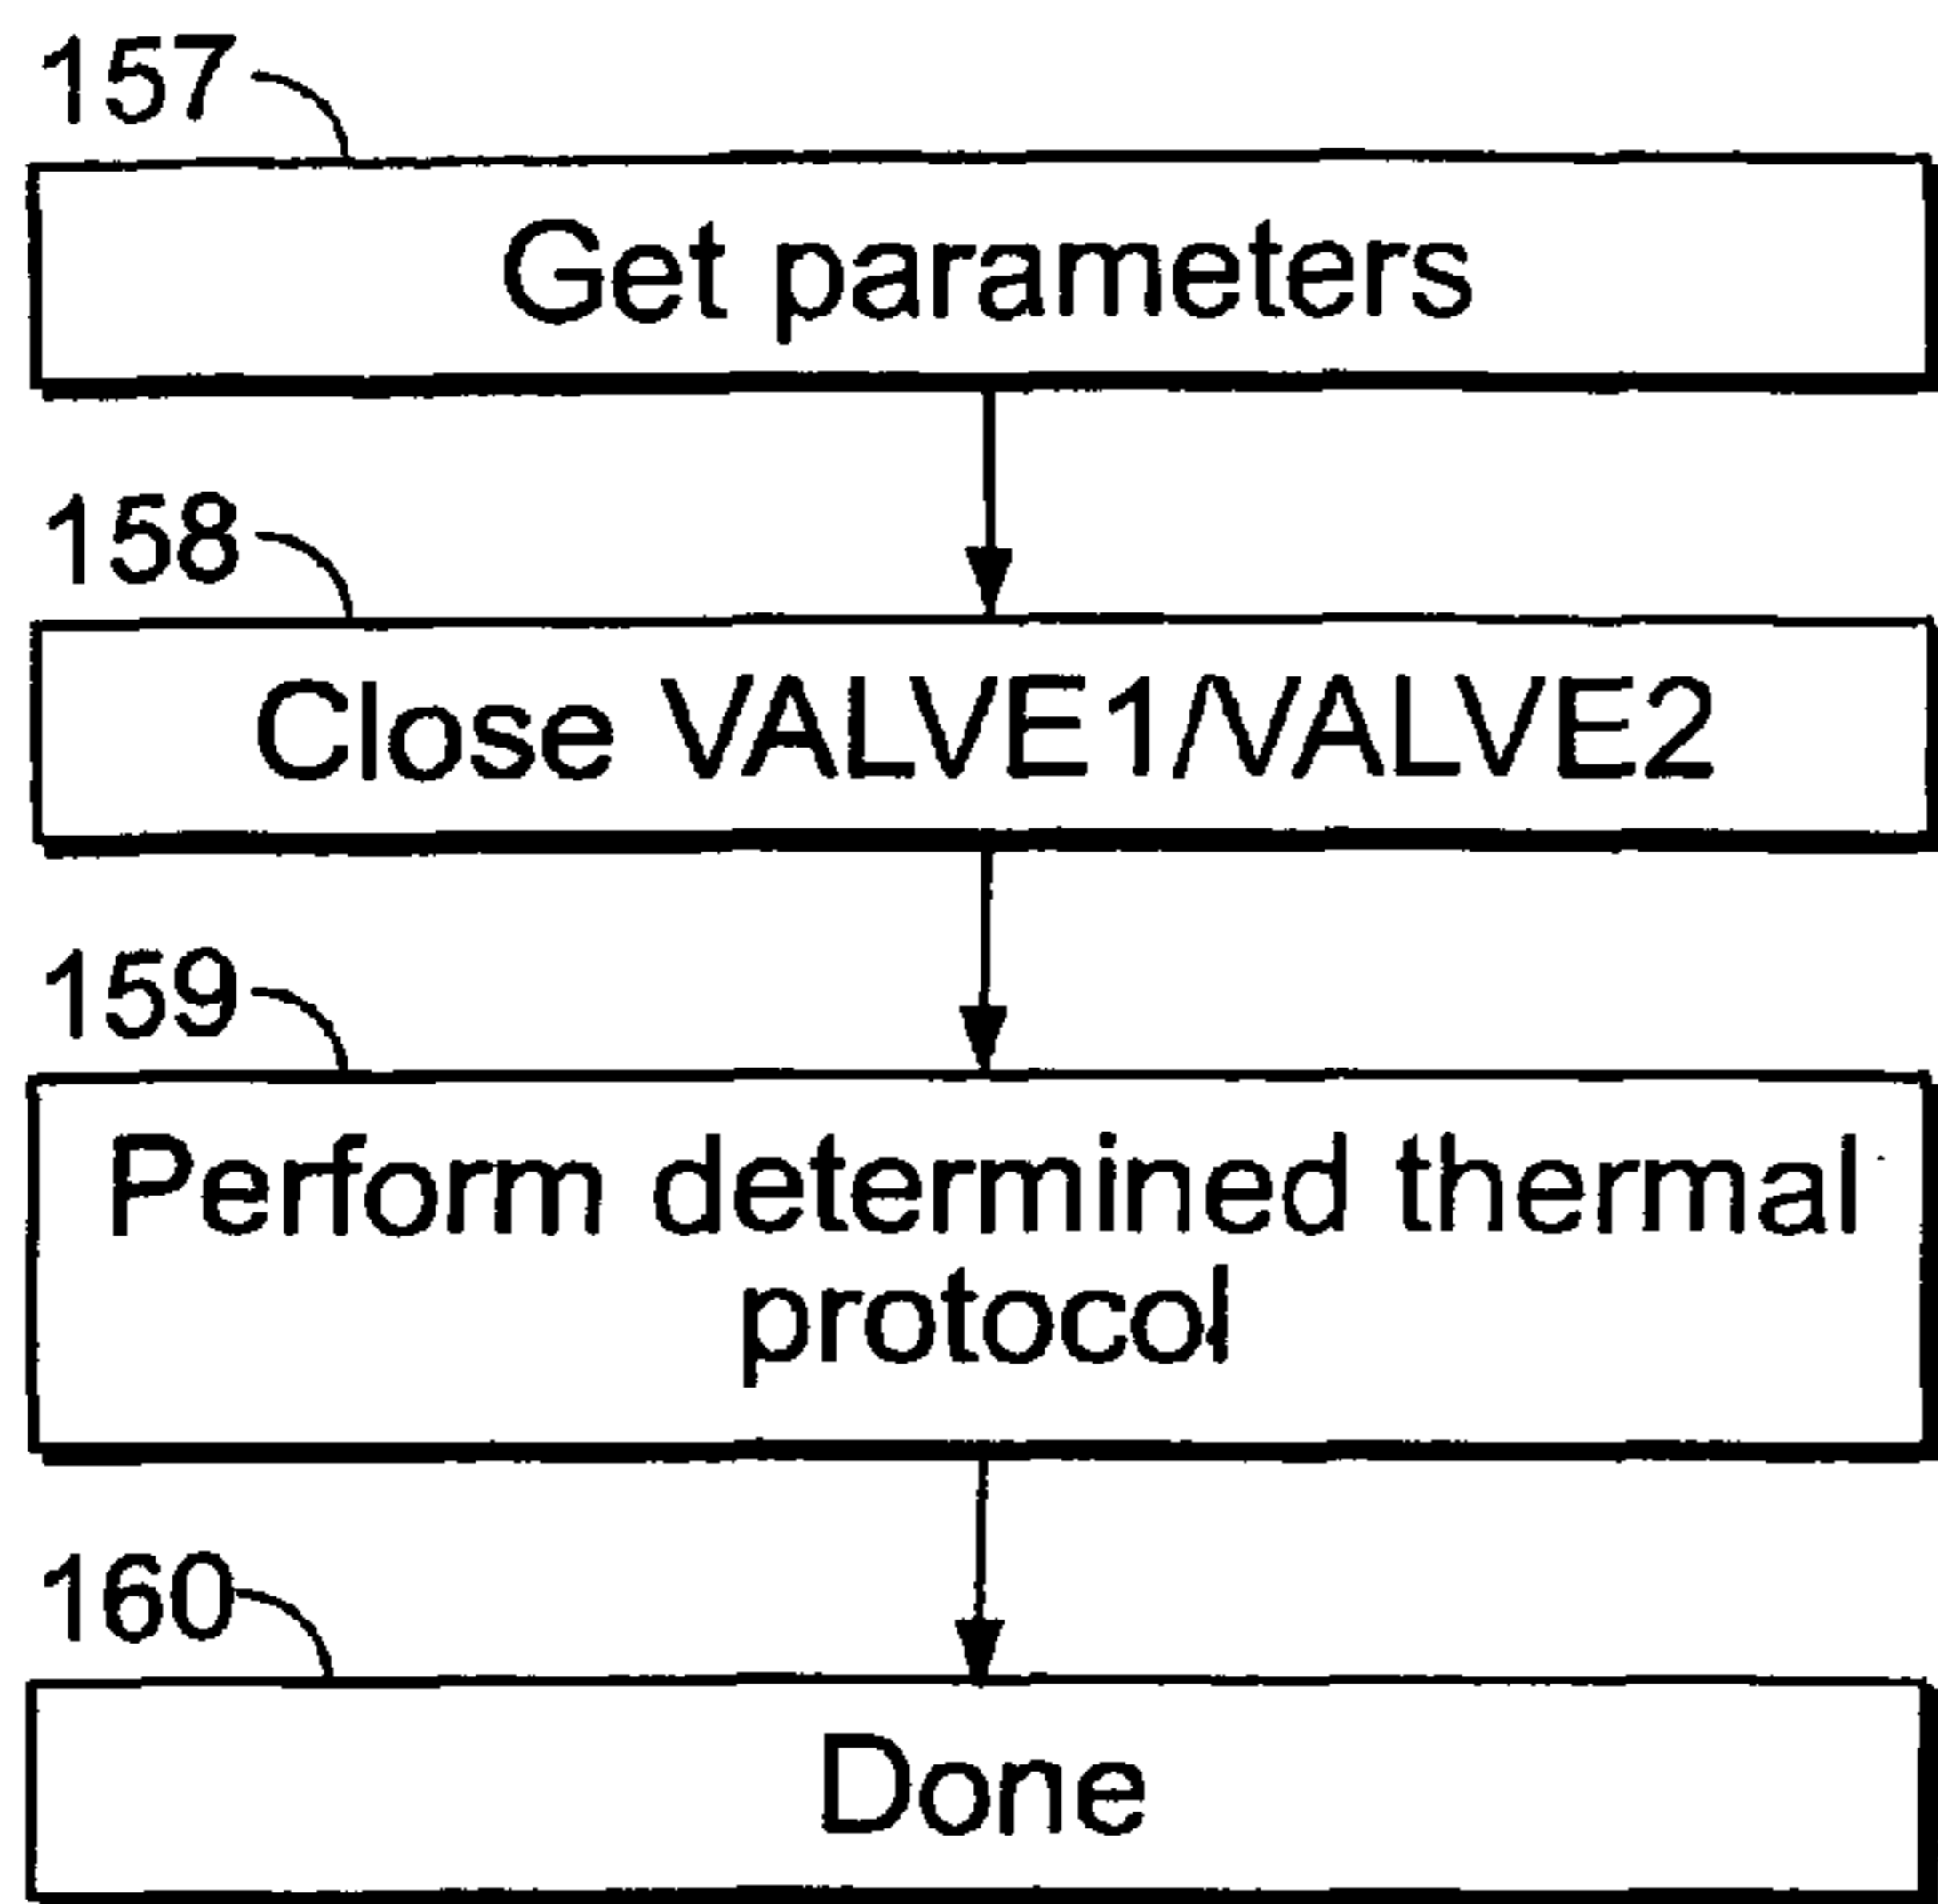 157
Get parameters
158
Close VALVE1/VALVE2
159
Perform determined thermal
protocol
160
Done